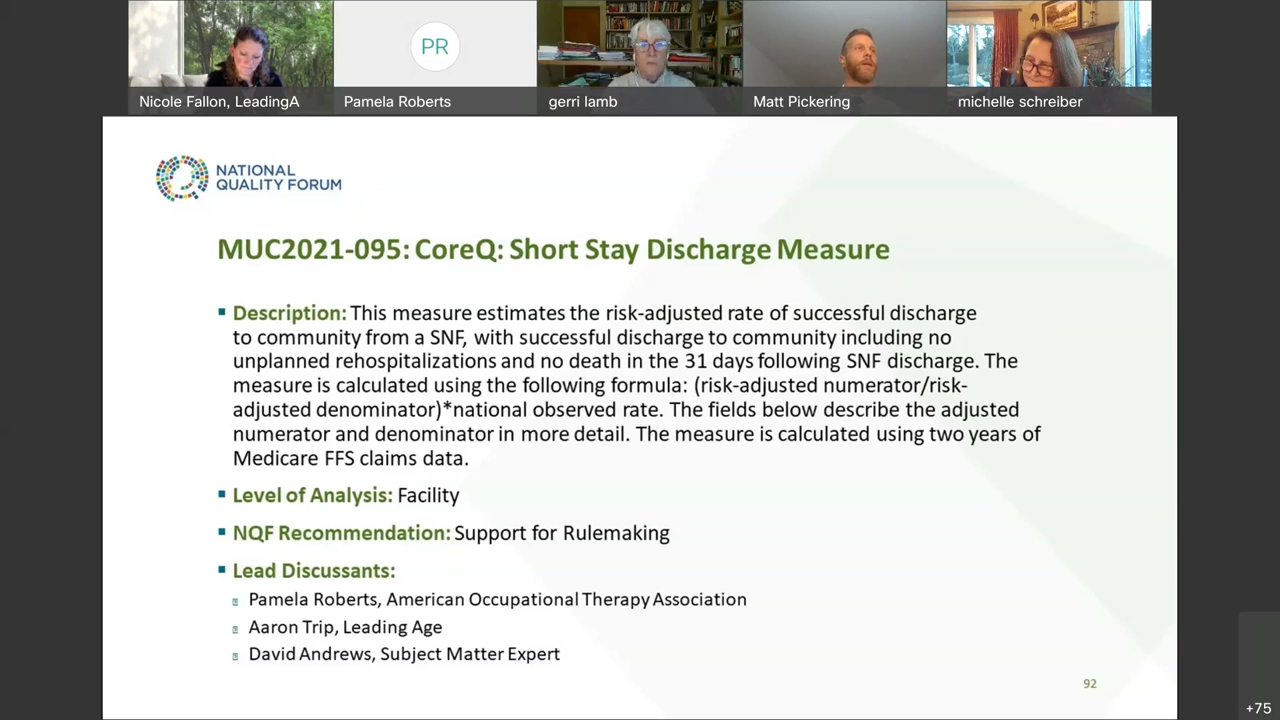 Nicole Fallon, LeadingA
PR
Pamela Roberts
gerri lamb
Matt Pickering
michelle schreiber
NATIONAL
QUALITY FORUM
MUC2021-095: CoreQ: Short Stay Discharge Measure
Description: This measure estimates the risk-adjusted rate of successful discharge
to community from a SNF, with successful discharge to community including no
unplanned rehospitalizations and no death in the 31 days following SNF discharge. The
measure is calculated using the following formula: (risk-adjusted numerator/risk-
adjusted denominator)*national observed rate. The fields below describe the adjusted
numerator and denominator in more detail. The measure is calculated using two years of
Medicare FFS claims data.
Level of Analysis: Facility
NQF Recommendation: Support for Rulemaking
Lead Discussants:
Pamela Roberts, American Occupational Therapy Association
Aaron Trip, Leading Age
David Andrews, Subject Matter Expert
92
+75